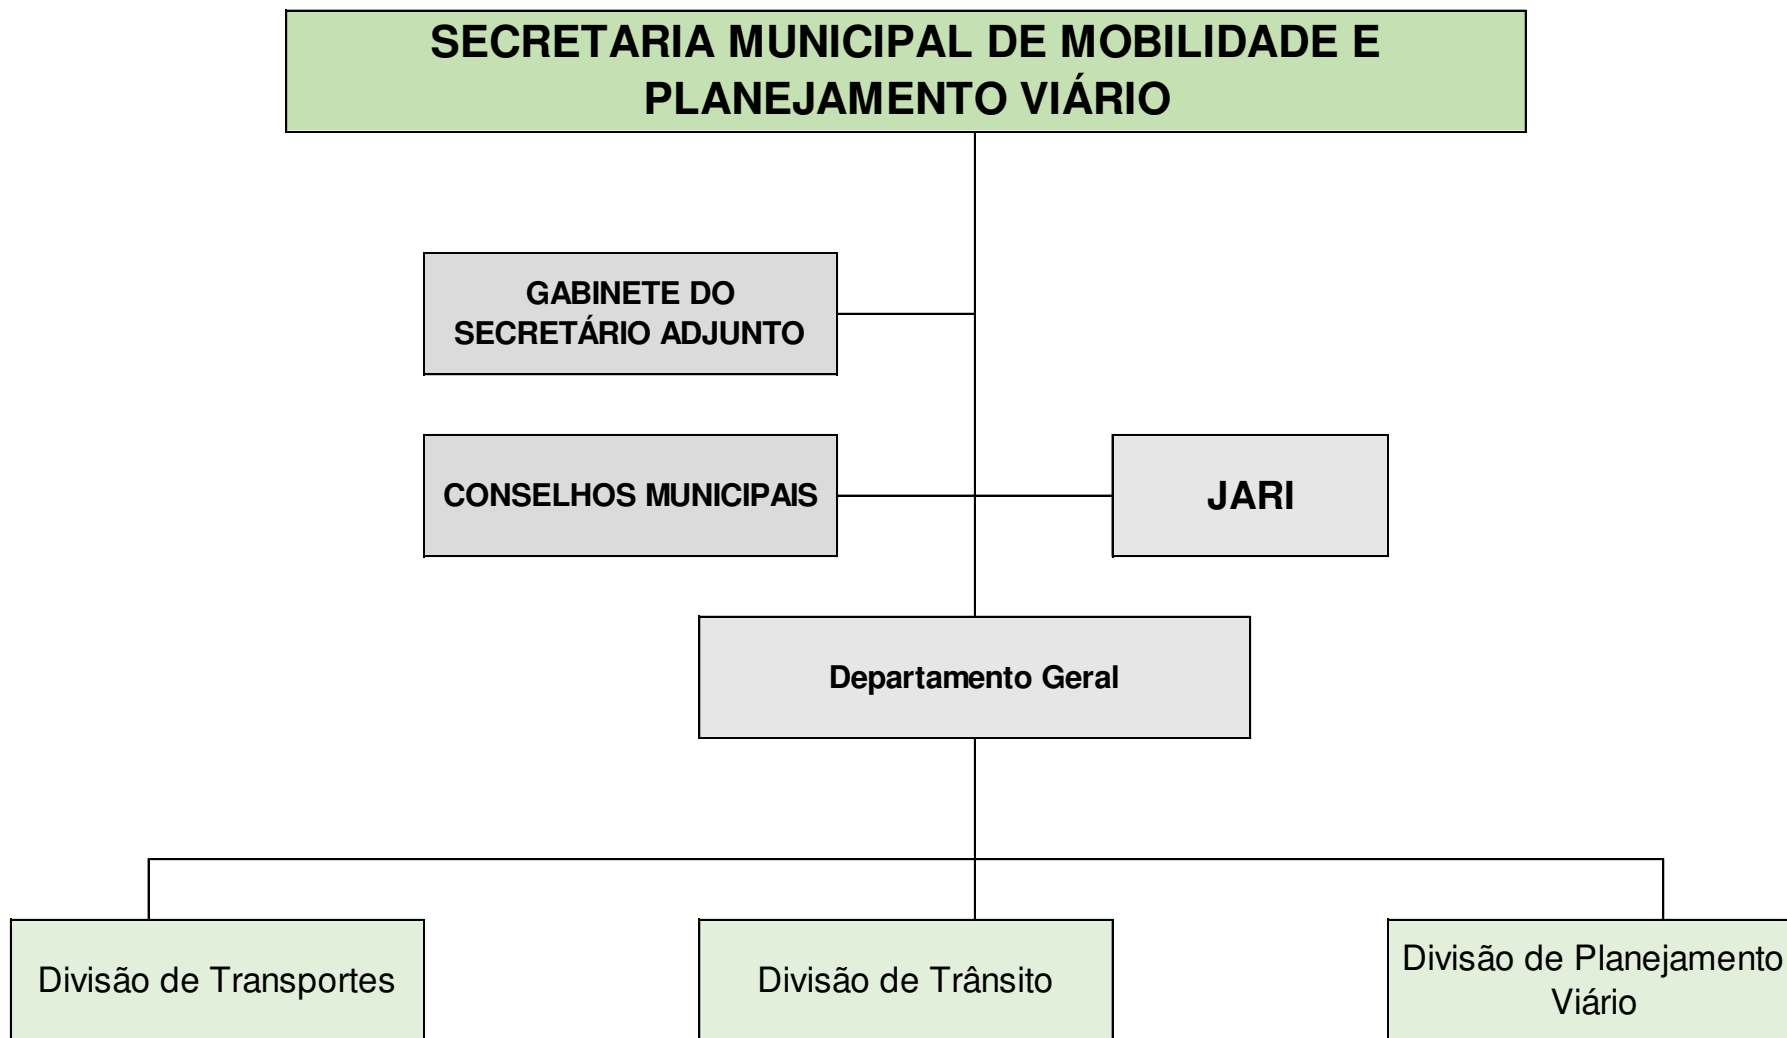 SECRETARIA MUNICIPAL DE MOBILIDADE E
PLANEJAMENTO VIÁRIO
GABINETE DO
SECRETÁRIO ADJUNTO
CONSELHOS MUNICIPAIS
JARI
Departamento Geral
Divisão de Transportes
Divisão de Trânsito
Divisão de Planejamento
Viário